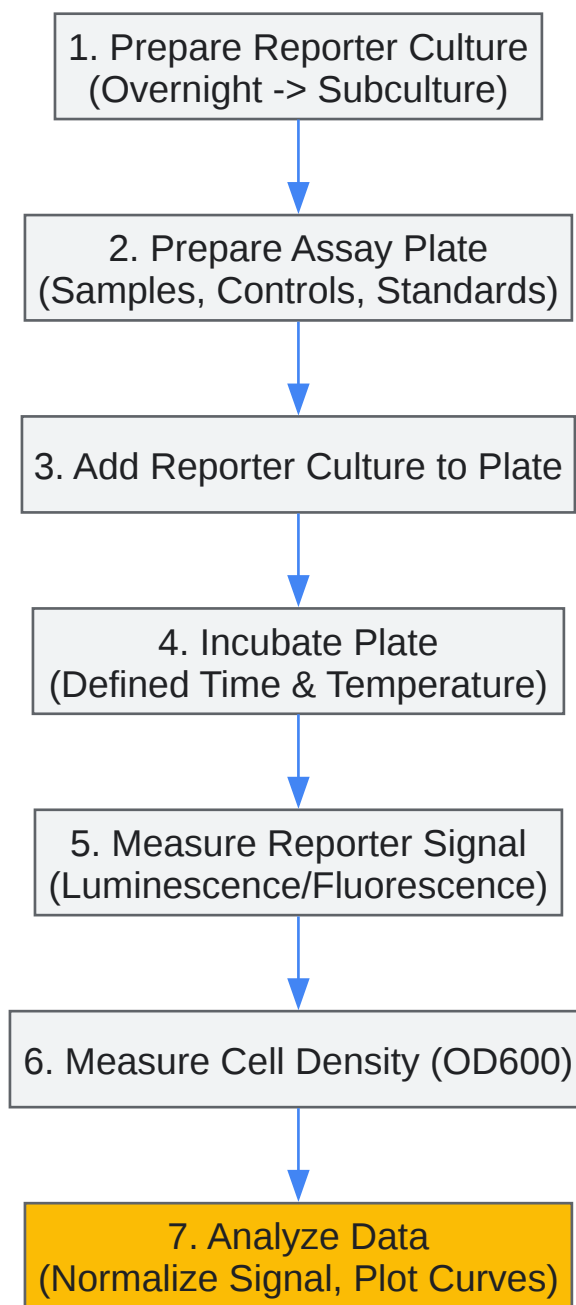 1. Prepare Reporter Culture
(Overnight -> Subculture)
2. Prepare Assay Plate
(Samples, Controls, Standards)
3. Add Reporter Culture to Plate
4. Incubate Plate
(Defined Time & Temperature)
5. Measure Reporter Signal
(Luminescence/Fluorescence)
6. Measure Cell Density (OD600)
7. Analyze Data
(Normalize Signal, Plot Curves)